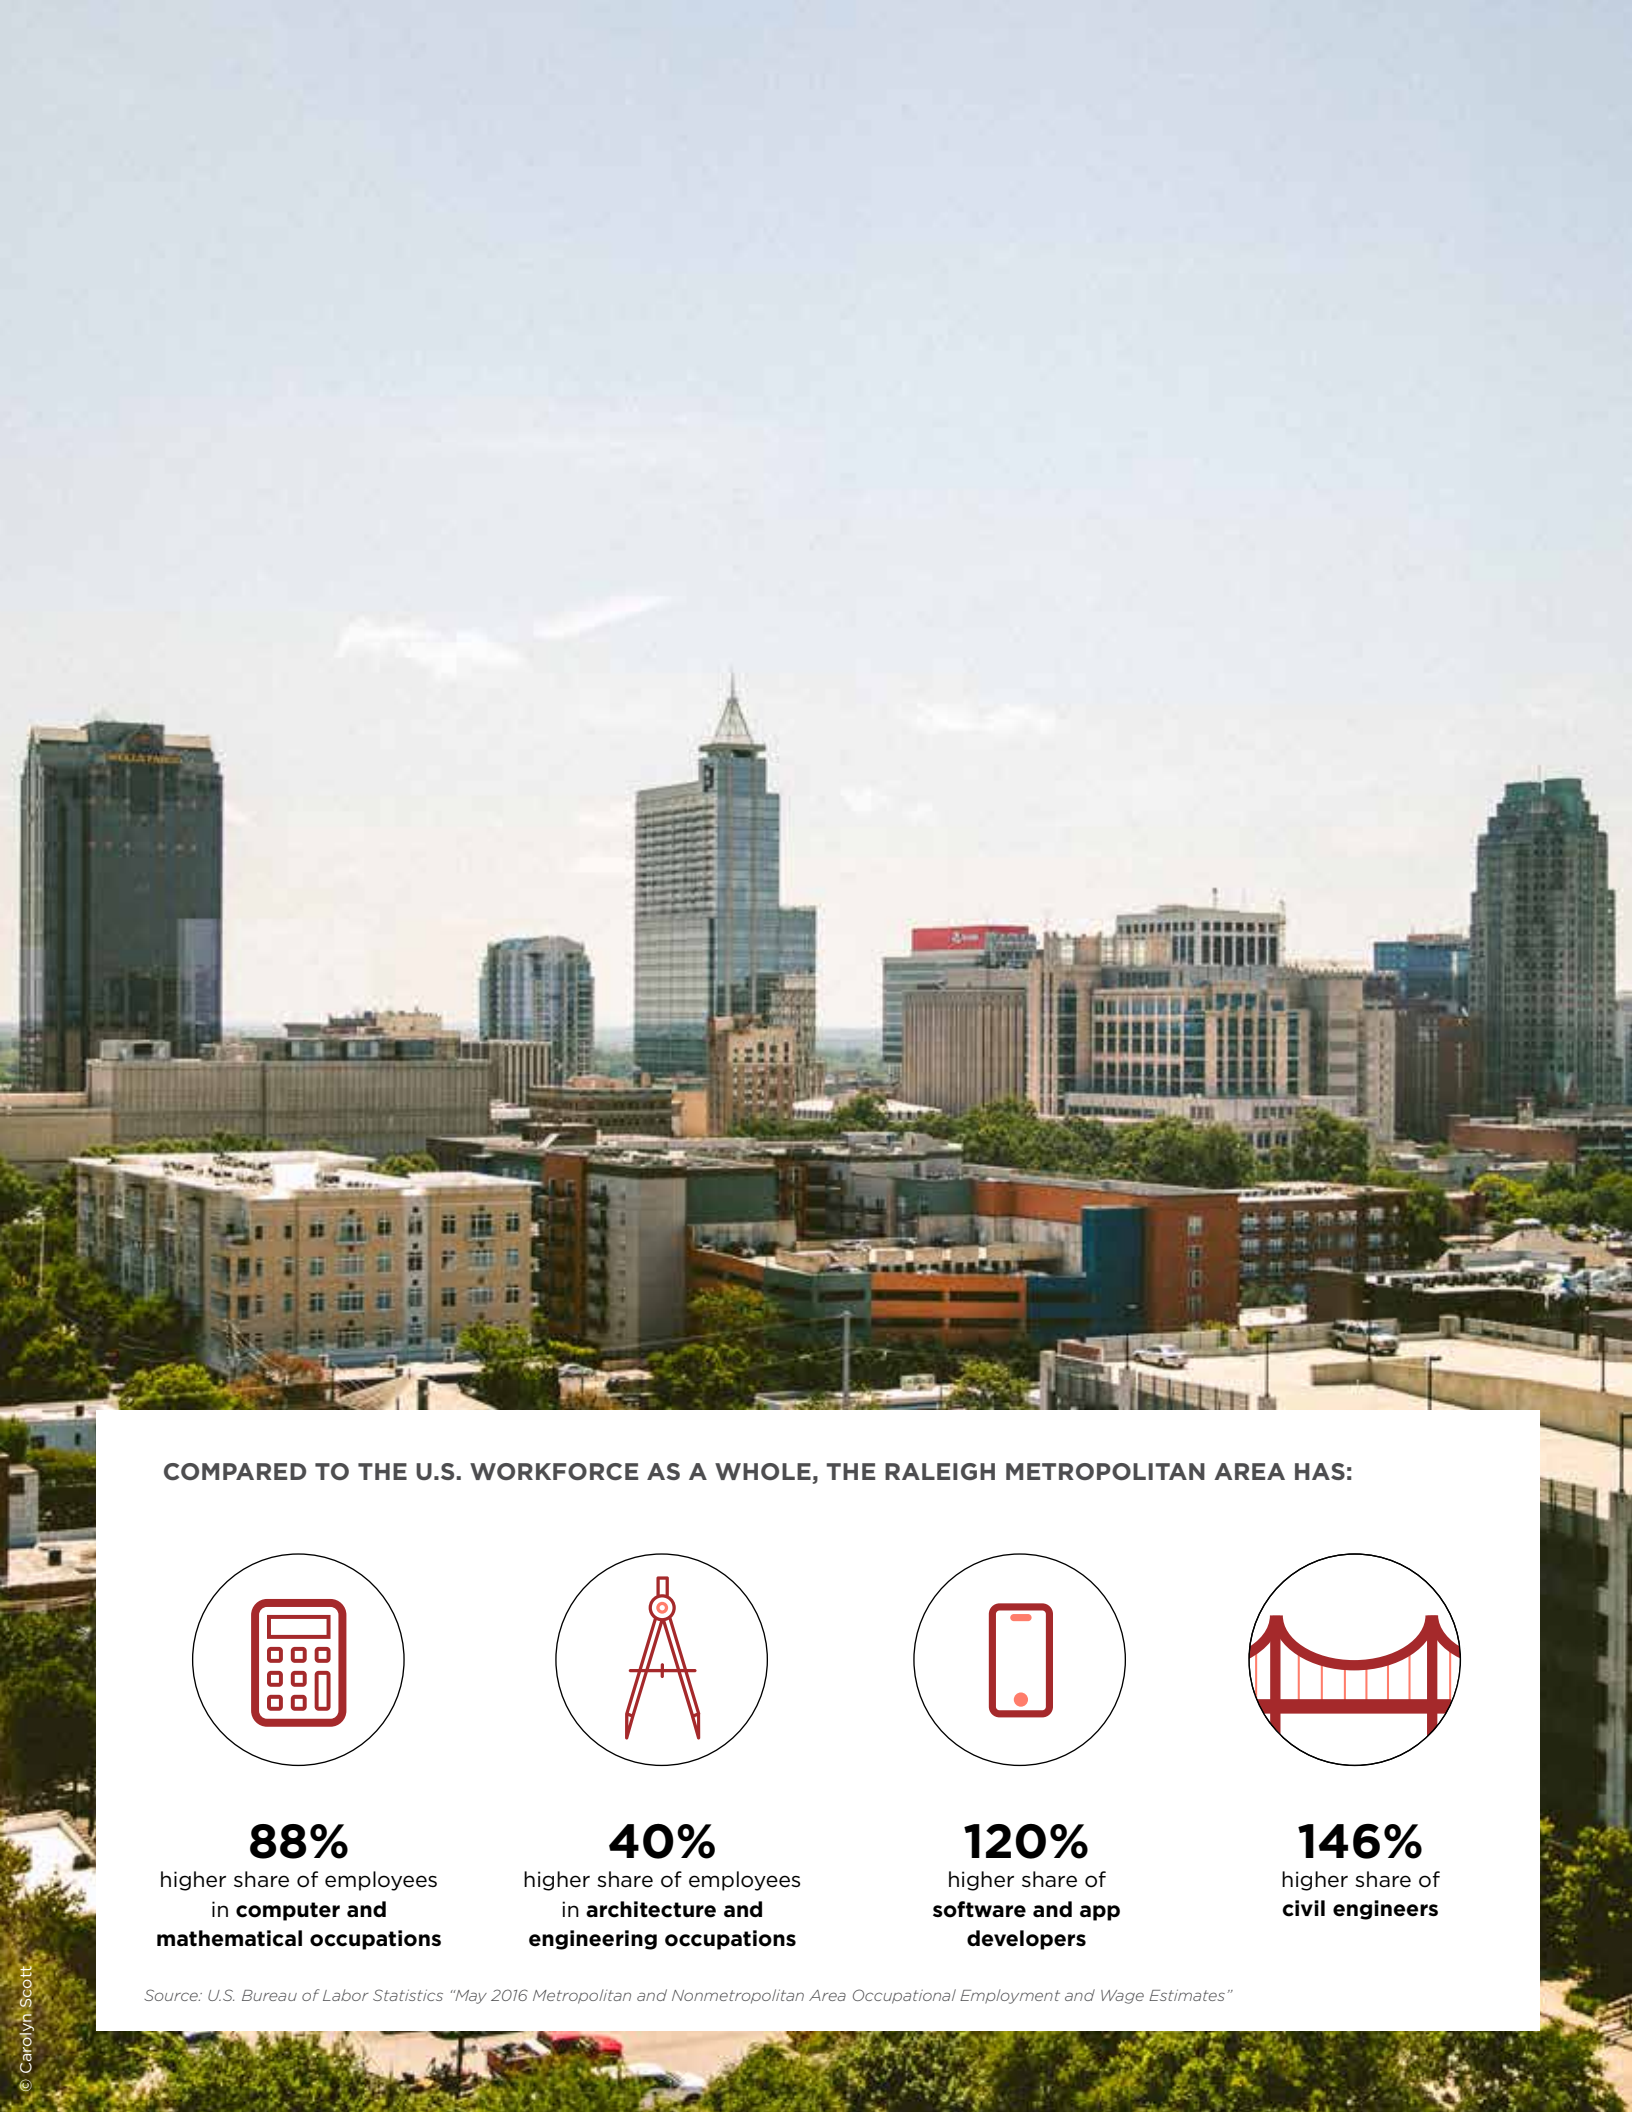 WELLS FARGO
COMPARED TO THE U.S. WORKFORCE AS A WHOLE, THE RALEIGH METROPOLITAN AREA HAS:
88%
higher share of employees
in computer and
mathematical occupations
40%
higher share of employees
in architecture and
engineering occupations
120%
higher share of
software and app
developers
146%
higher share of
civil engineers
Source: U.S. Bureau of Labor Statistics “May 2016 Metropolitan and Nonmetropolitan Area Occupational Employment and Wage Estimates”
© Carolyn Scott